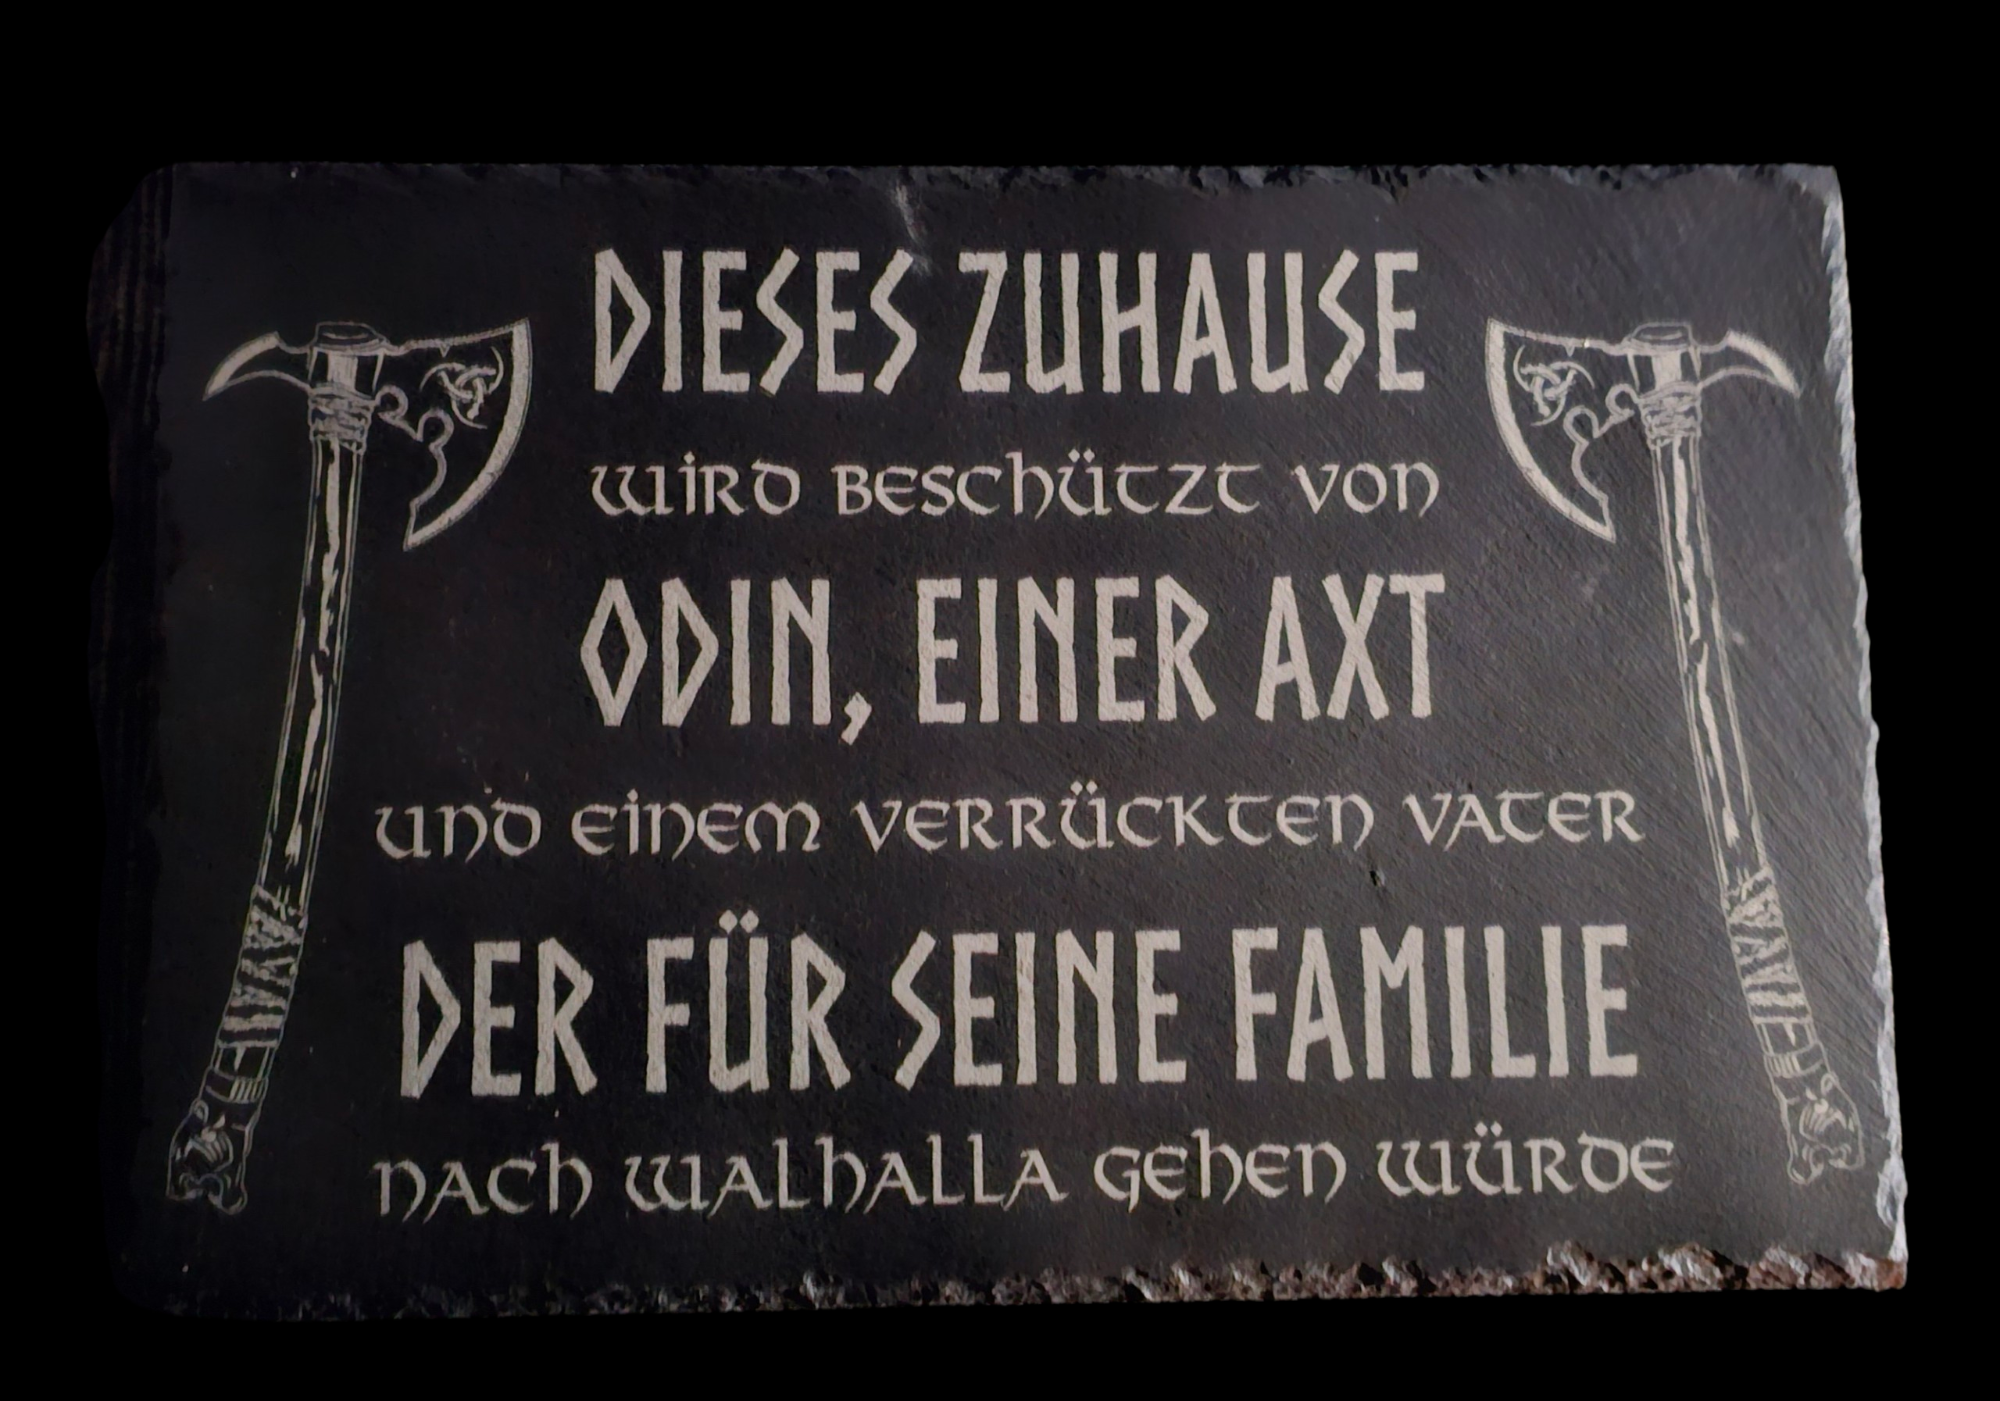 DIESES ZUHAUSE
wird beschützt von
ODIN, EINER AXT
und einem verrückten vater
DER FÜR SEINE FAMILIE
nach walhalla gehen würde